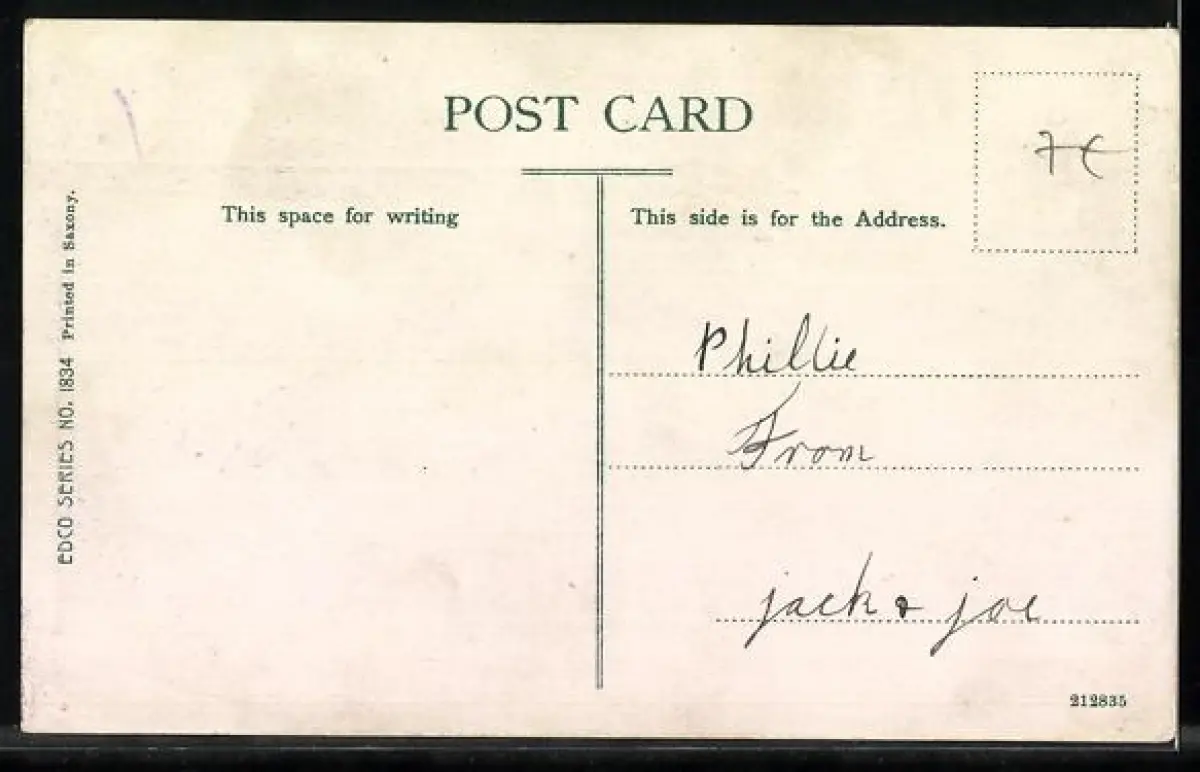 POST CARD
This space for writing
This side is for the Address.
EDCO SERIES NO. 1834 Printed in Saxony.
Phillie
From
jack & joe
212835